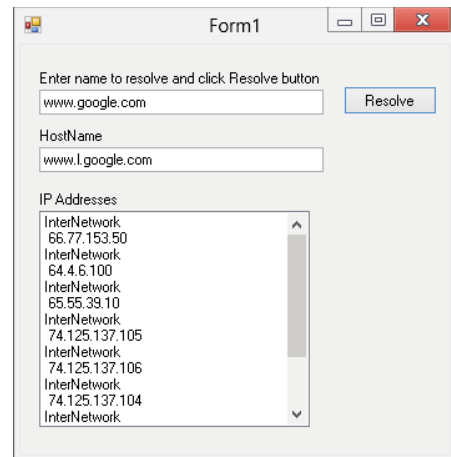 Form1
Enter name to resolve and click Resolve button
www.google.com
Resolve
HostName
www.l.google.com
IP Addresses
InterNetwork
66.77.153.50
InterNetwork
64.4.6.100
InterNetwork
65.55.39.10
InterNetwork
74.125.137.105
InterNetwork
74.125.137.106
InterNetwork
74.125.137.104
InterNetwork